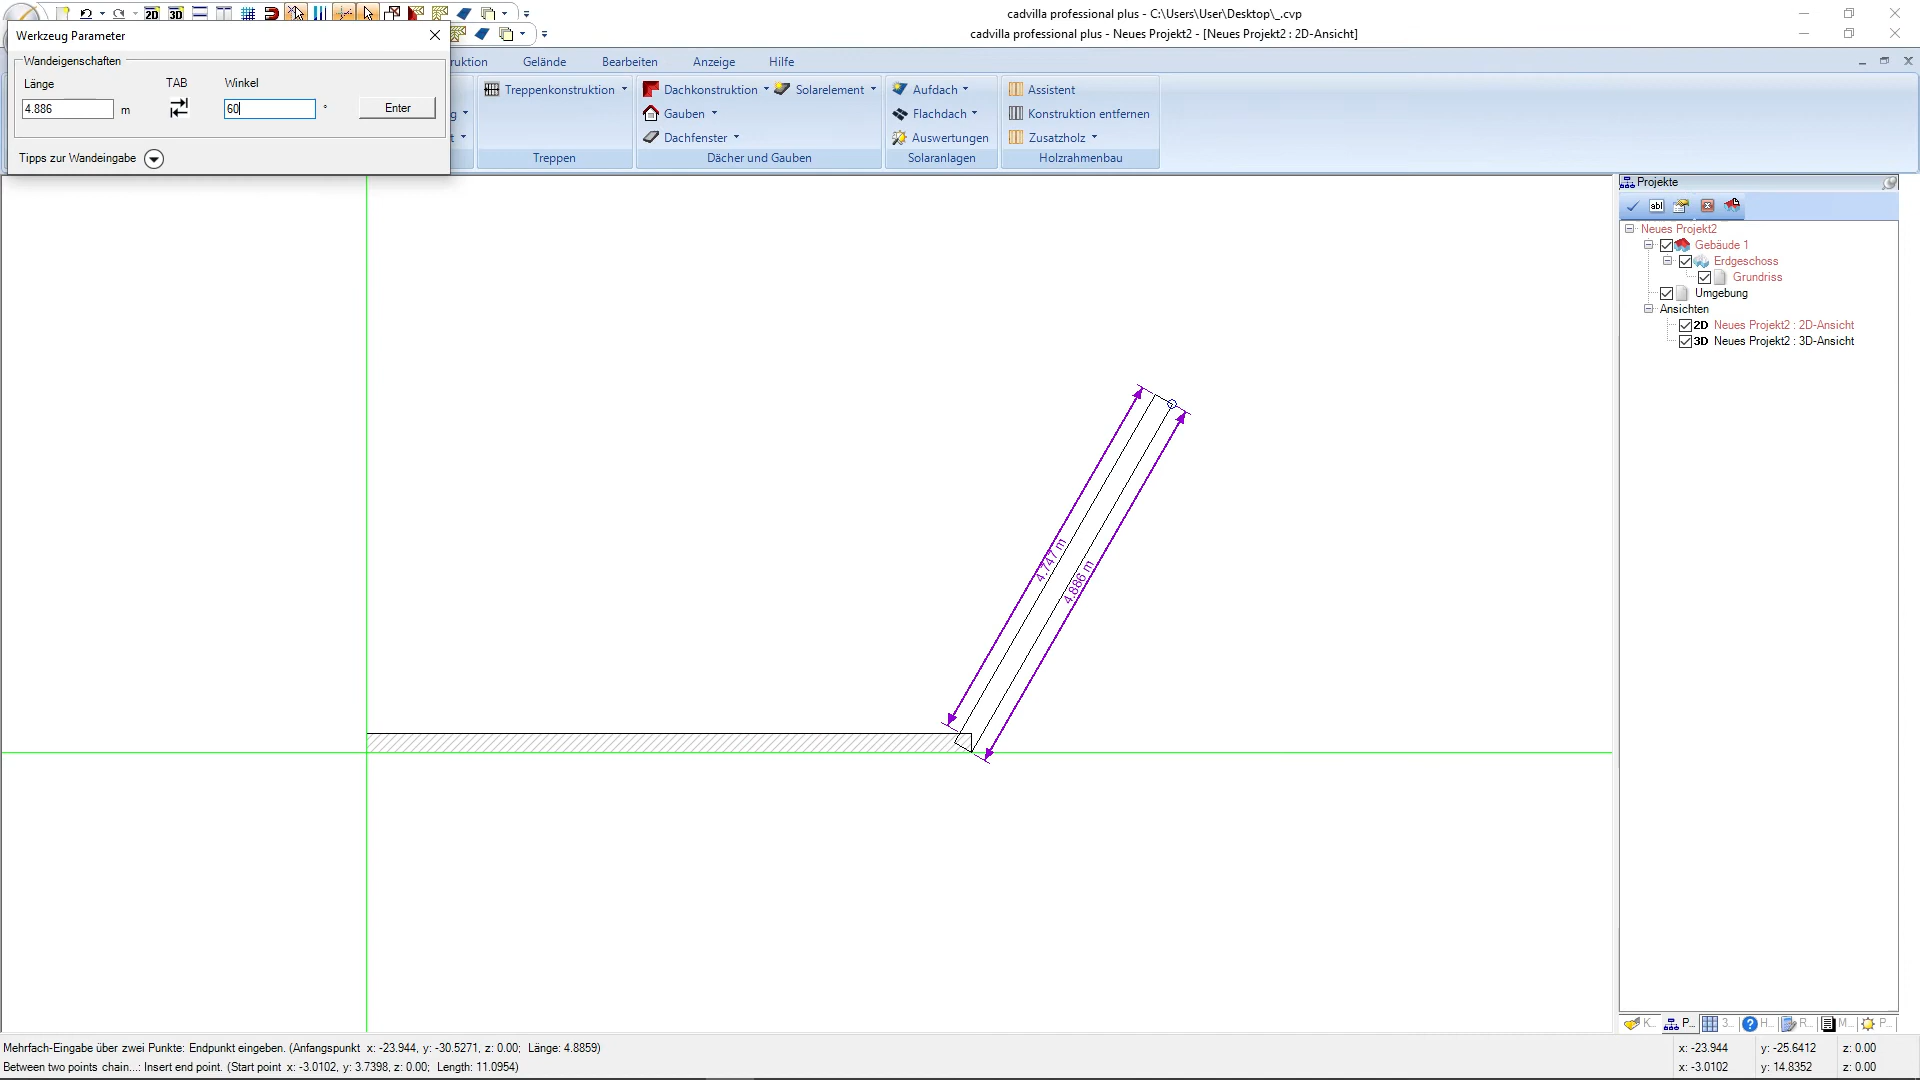 cadvilla professional plus - C:\Users\User\Desktop\_.cvp
cadvilla professional plus - Neues Projekt2 - [Neues Projekt2 : 2D-Ansicht]
2D 3D
Werkzeug Parameter
Wandeigenschaften
Länge TAB Winkel
4.886 m 60 ° Enter
Tipps zur Wandeingabe
ruktion Gelände Bearbeiten Anzeige Hilfe
Treppenkonstruktion
Treppen
Dachkonstruktion Solarelement
Gauben
Dachfenster
Dächer und Gauben
Aufdach
Flachdach
Auswertungen
Solaranlagen
Assistent
Konstruktion entfernen
Zusatzholz
Holzrahmenbau
Projekte
abl
Neues Projekt2
Gebäude 1
Erdgeschoss
Grundriss
Umgebung
Ansichten
2D Neues Projekt2 : 2D-Ansicht
3D Neues Projekt2 : 3D-Ansicht
4.747 m
4.886 m
K... P... 3... H... R... M... P...
Mehrfach-Eingabe über zwei Punkte: Endpunkt eingeben. (Anfangspunkt x: -23.944, y: -30.5271, z: 0.00; Länge: 4.8859)
x: -23.944 y: -25.6412 z: 0.00
Between two points chain...: Insert end point. (Start point x: -3.0102, y: 3.7398, z: 0.00; Length: 11.0954)
x: -3.0102 y: 14.8352 z: 0.00